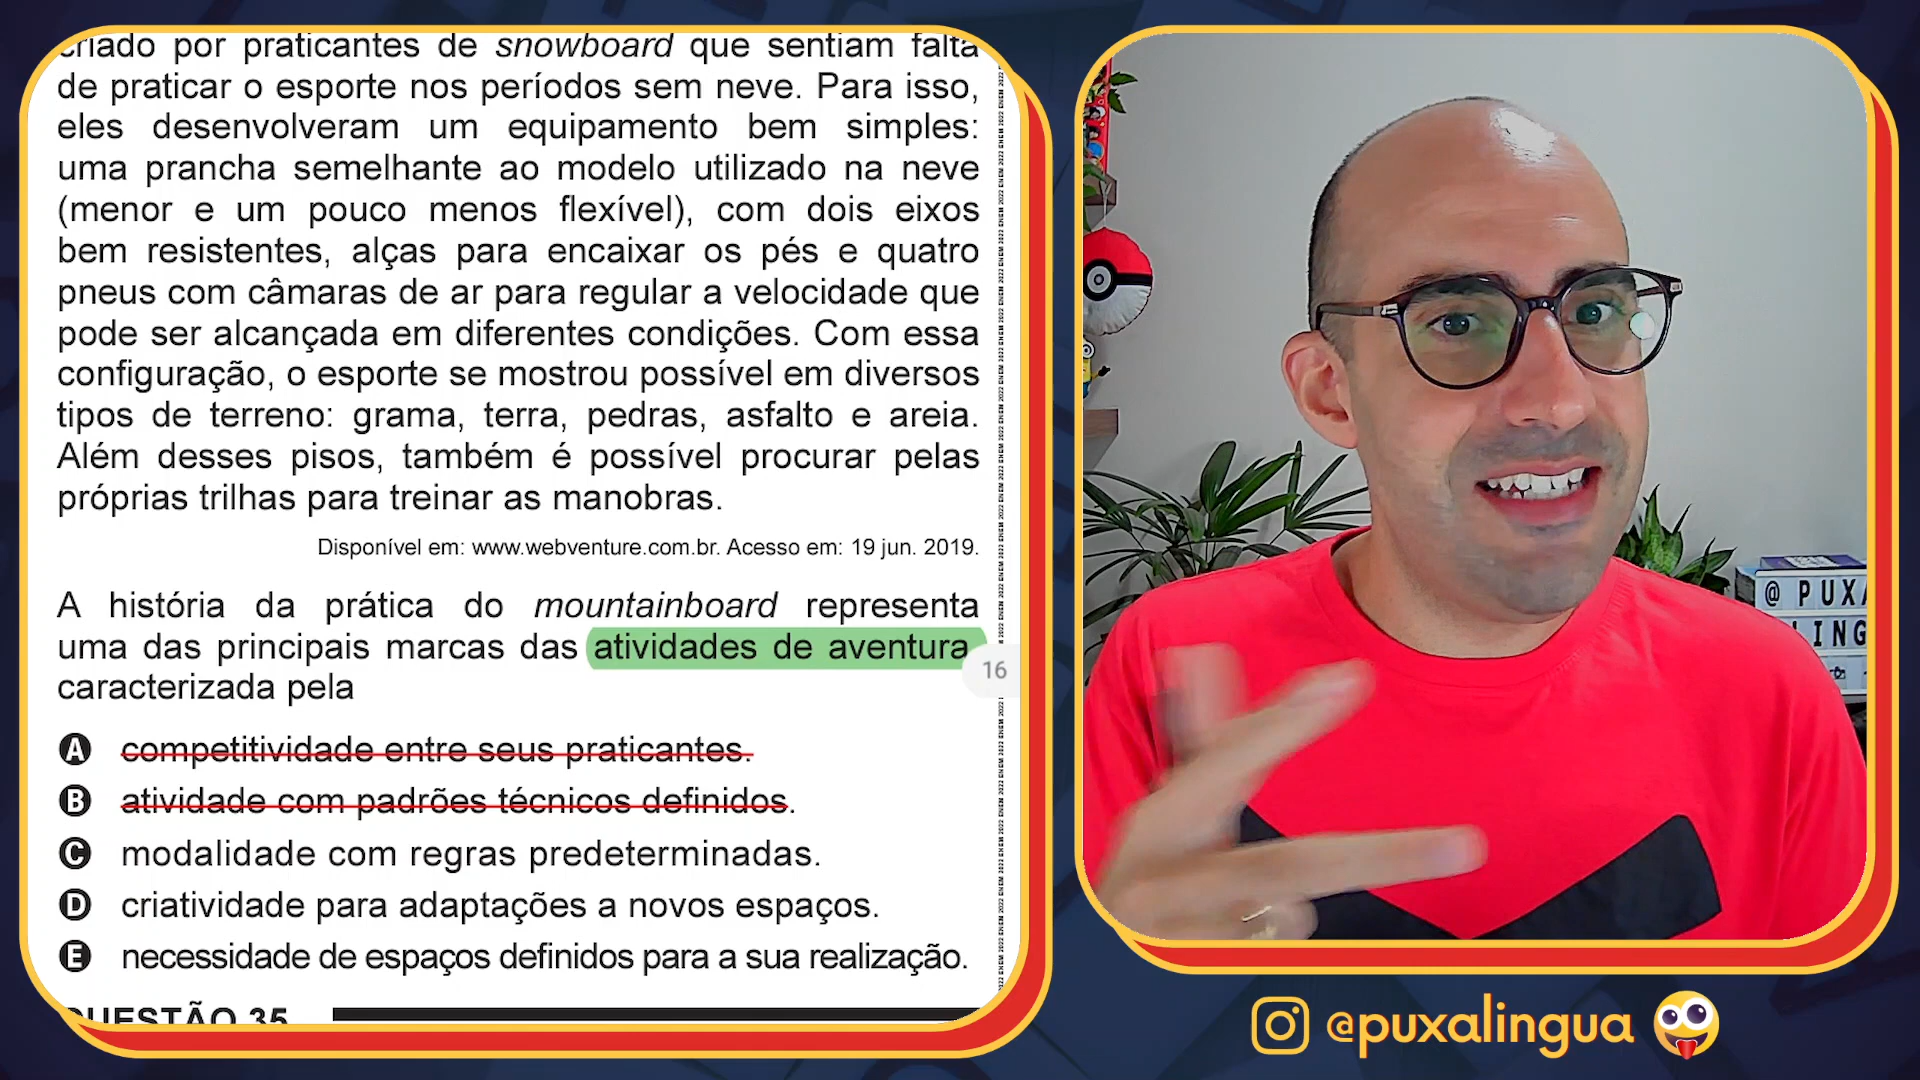 criado por praticantes de snowboard que sentiam falta
de praticar o esporte nos períodos sem neve. Para isso,
eles desenvolveram um equipamento bem simples:
uma prancha semelhante ao modelo utilizado na neve
(menor e um pouco menos flexível), com dois eixos
bem resistentes, alças para encaixar os pés e quatro
pneus com câmaras de ar para regular a velocidade que
pode ser alcançada em diferentes condições. Com essa
configuração, o esporte se mostrou possível em diversos
tipos de terreno: grama, terra, pedras, asfalto e areia.
Além desses pisos, também é possível procurar pelas
próprias trilhas para treinar as manobras.
Disponível em: www.webventure.com.br. Acesso em: 19 jun. 2019.
A história da prática do mountainboard representa
uma das principais marcas das atividades de aventura
caracterizada pela
16
A competitividade entre seus praticantes.
B atividade com padrões técnicos definidos.
C modalidade com regras predeterminadas.
D criatividade para adaptações a novos espaços.
E necessidade de espaços definidos para a sua realização.
QUESTÃO 35
@ PUXA
LING
@puxalingua